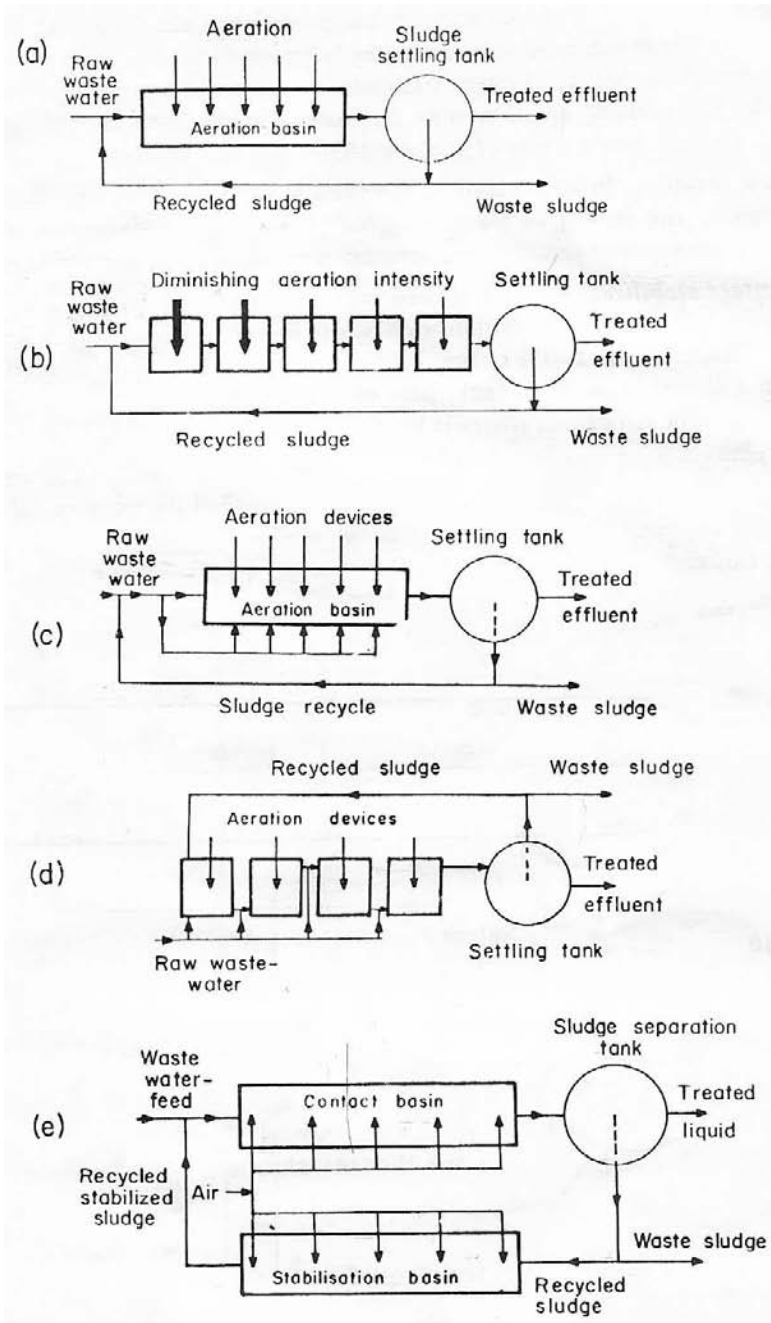 (a)
Aeration
Raw
waste
water
Aeration basin
Sludge
settling tank
Treated effluent
Recycled sludge
Waste sludge
(b)
Raw
waste
water
Diminishing aeration intensity
Settling tank
Treated
effluent
Recycled sludge
Waste sludge
(c)
Raw
waste
water
Aeration devices
Aeration basin
Settling tank
Treated
effluent
Sludge recycle
Waste sludge
(d)
Recycled sludge
Waste sludge
Aeration devices
Treated
effluent
Raw waste-
water
Settling tank
(e)
Waste
water-
feed
Contact basin
Sludge separation
tank
Treated
liquid
Recycled
stabilized
sludge
Air
Stabilisation basin
Recycled
sludge
Waste sludge